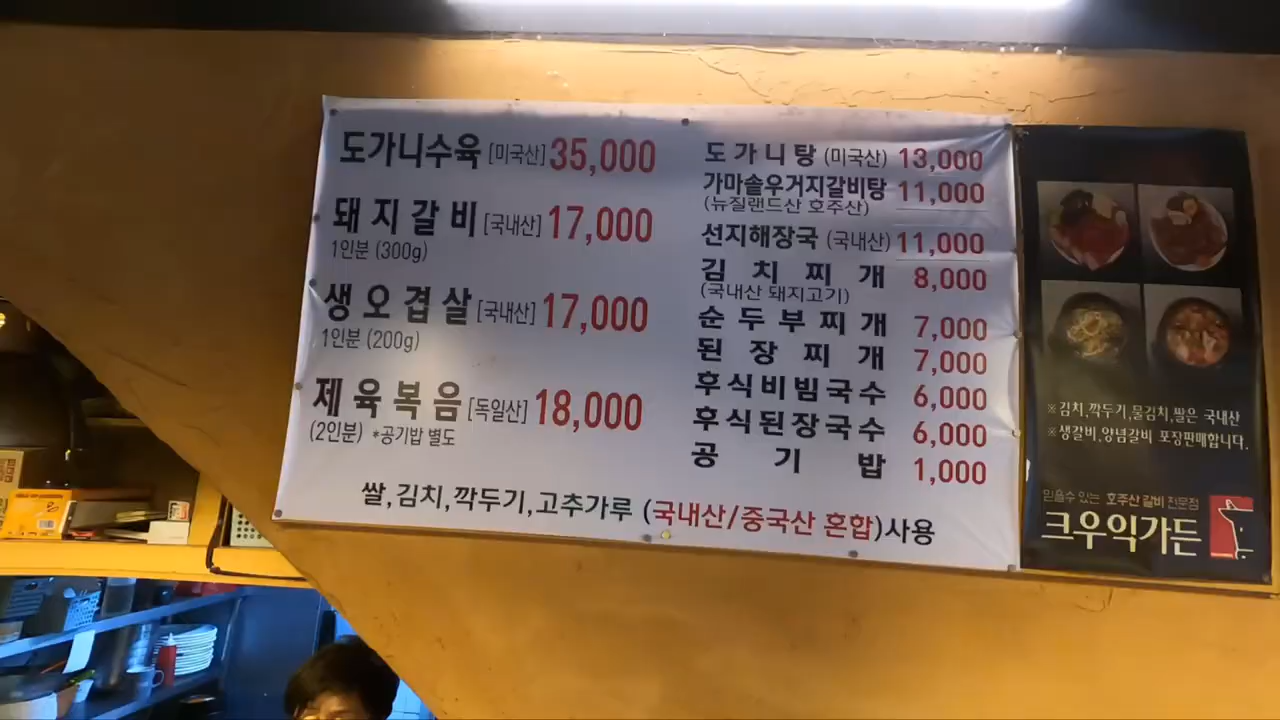 도가니수육 [미국산] 35,000
돼지갈비 [국내산] 17,000
1인분 (300g)
생오겹살 [국내산] 17,000
1인분 (200g)
제육복음 [독일산] 18,000
(2인분) *공기밥 별도
도가니탕 (미국산) 13,000
가마솥우거지갈비탕 11,000
(뉴질랜드산 호주산)
선지해장국 (국내산) 11,000
김치찌개 8,000
(국내산 돼지고기)
순두부찌개 7,000
된장찌개 7,000
후식비빔국수 6,000
후식된장국수 6,000
공기밥 1,000
쌀,김치,깍두기,고추가루 (국내산/중국산 혼합)사용
※김치,깍두기,물김치,쌀은 국내산
※생갈비,양념갈비 포장판매합니다.
믿을수 있는 호주산 갈비 전문점
크우익가든